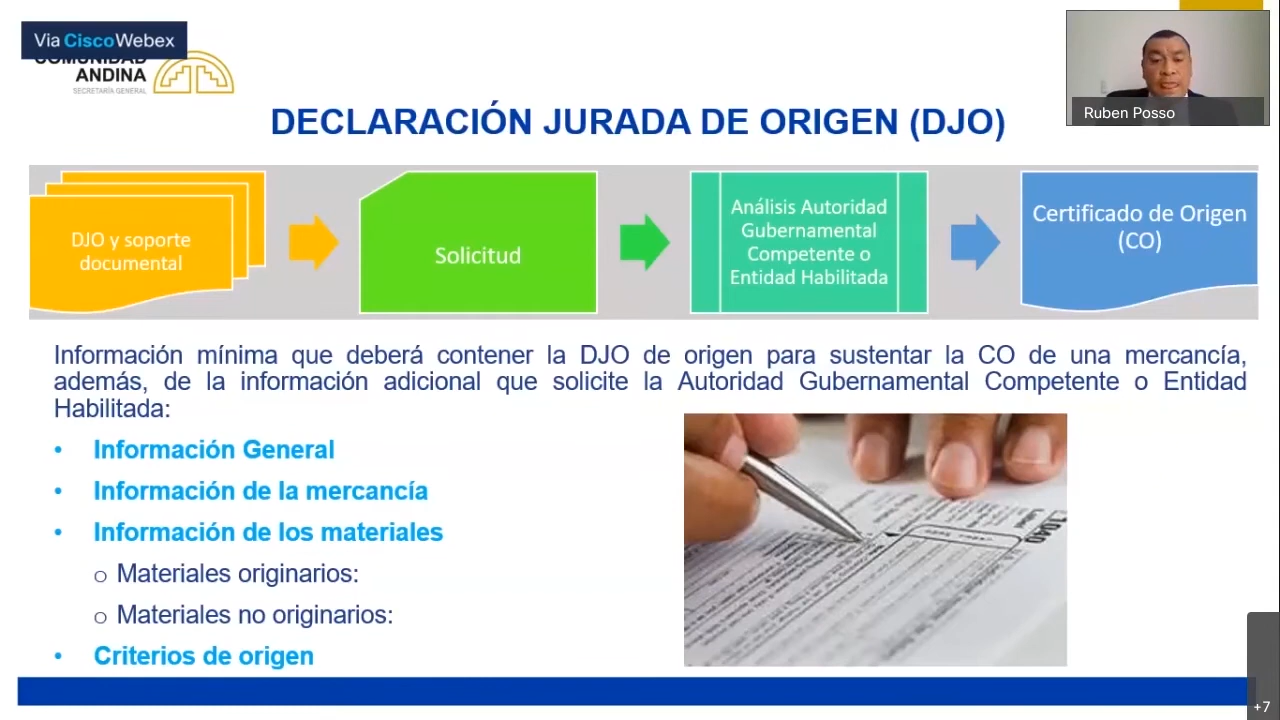 Via Cisco Webex
COMUNIDAD
ANDINA
SECRETARÍA GENERAL
Ruben Posso
DECLARACIÓN JURADA DE ORIGEN (DJO)
DJO y soporte
documental
Solicitud
Análisis Autoridad
Gubernamental
Competente o
Entidad Habilitada
Certificado de Origen
(CO)
Información mínima que deberá contener la DJO de origen para sustentar la CO de una mercancía,
además, de la información adicional que solicite la Autoridad Gubernamental Competente o Entidad
Habilitada:
• Información General
• Información de la mercancía
• Información de los materiales
o Materiales originarios:
o Materiales no originarios:
• Criterios de origen
1040
+7